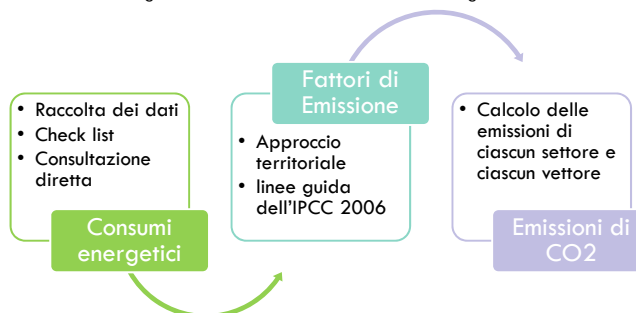 • Raccolta dei dati
• Check list
• Consultazione
diretta
Consumi
energetici
Fattori di
Emissione
• Approccio
territoriale
• linee guida
dell'IPCC 2006
• Calcolo delle
emissioni di
ciascun settore e
ciascun vettore
Emissioni di
CO2